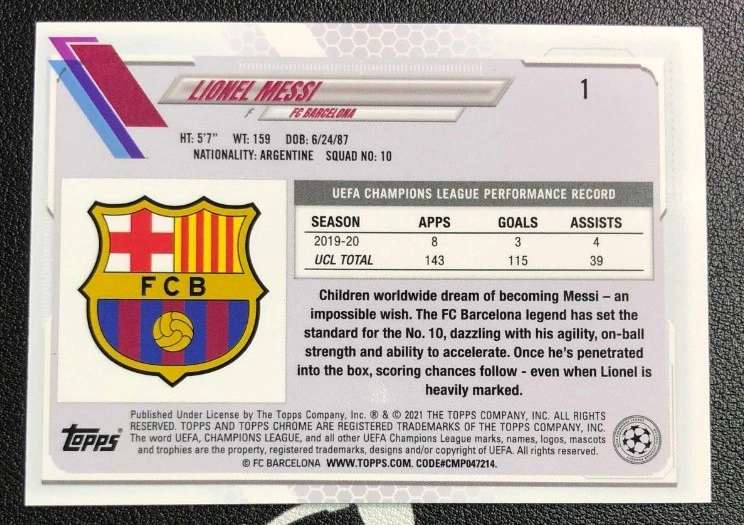 LIONEL MESSI
1
F FC BARCELONA
HT: 5'7" WT: 159 DOB: 6/24/87
NATIONALITY: ARGENTINE SQUAD NO: 10
UEFA CHAMPIONS LEAGUE PERFORMANCE RECORD
SEASON APPS GOALS ASSISTS
2019-20 8 3 4
UCL TOTAL 143 115 39
FCB
Children worldwide dream of becoming Messi – an
impossible wish. The FC Barcelona legend has set the
standard for the No. 10, dazzling with his agility, on-ball
strength and ability to accelerate. Once he's penetrated
into the box, scoring chances follow - even when Lionel is
heavily marked.
Topps®
Published Under License by The Topps Company, Inc. ® & © 2021 THE TOPPS COMPANY, INC. ALL RIGHTS
RESERVED. TOPPS AND TOPPS CHROME ARE REGISTERED TRADEMARKS OF THE TOPPS COMPANY, INC.
The word UEFA, CHAMPIONS LEAGUE, and all other UEFA Champions League marks, names, logos, mascots
and trophies are the property, registered trademarks, designs and/or copyright of UEFA. All rights reserved.
© FC BARCELONA WWW.TOPPS.COM. CODE#CMP047214.